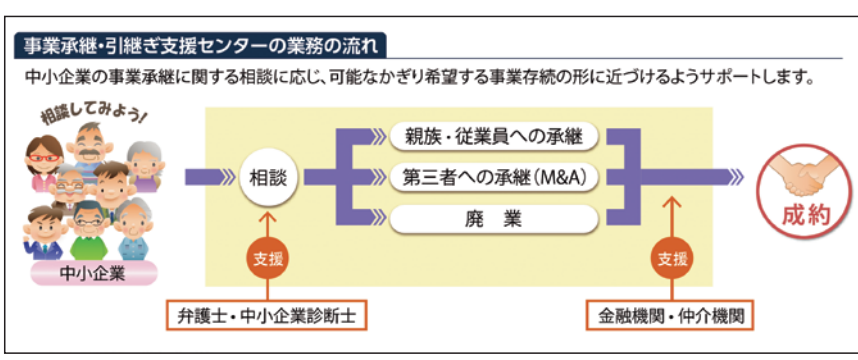 事業承継・引継ぎ支援センターの業務の流れ
中小企業の事業承継に関する相談に応じ、可能なかぎり希望する事業存続の形に近づけるようサポートします。
相談してみよう!
中小企業
相談
親族・従業員への承継
第三者への承継(M&A)
廃 業
成約
支援
支援
弁護士・中小企業診断士
金融機関・仲介機関